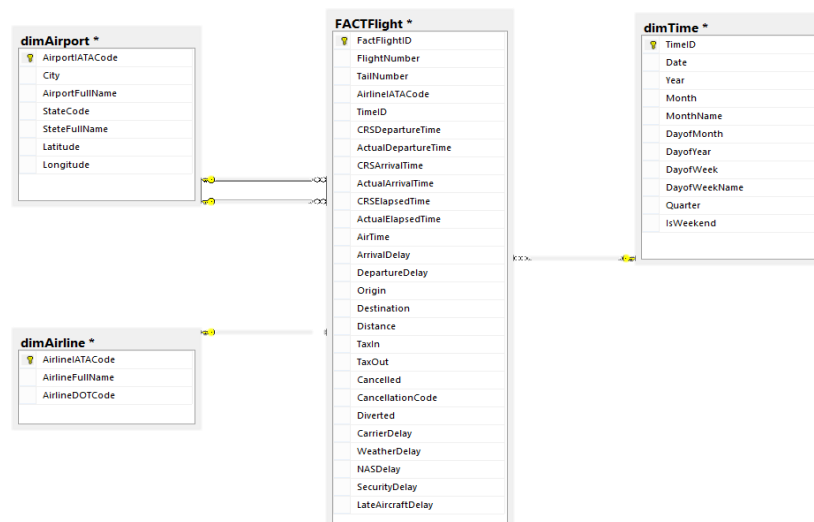 dimAirport *
AirportIATACode
City
AirportFullName
StateCode
SteteFullName
Latitude
Longitude
dimAirline *
AirlineIATACode
AirlineFullName
AirlineDOTCode
FACTFlight *
FactFlightID
FlightNumber
TailNumber
AirlineIATACode
TimeID
CRSDepartureTime
ActualDepartureTime
CRSArrivalTime
ActualArrivalTime
CRSElapsedTime
ActualElapsedTime
AirTime
ArrivalDelay
DepartureDelay
Origin
Destination
Distance
TaxIn
TaxOut
Cancelled
CancellationCode
Diverted
CarrierDelay
WeatherDelay
NASDelay
SecurityDelay
LateAircraftDelay
dimTime *
TimeID
Date
Year
Month
MonthName
DayofMonth
DayofYear
DayofWeek
DayofWeekName
Quarter
IsWeekend